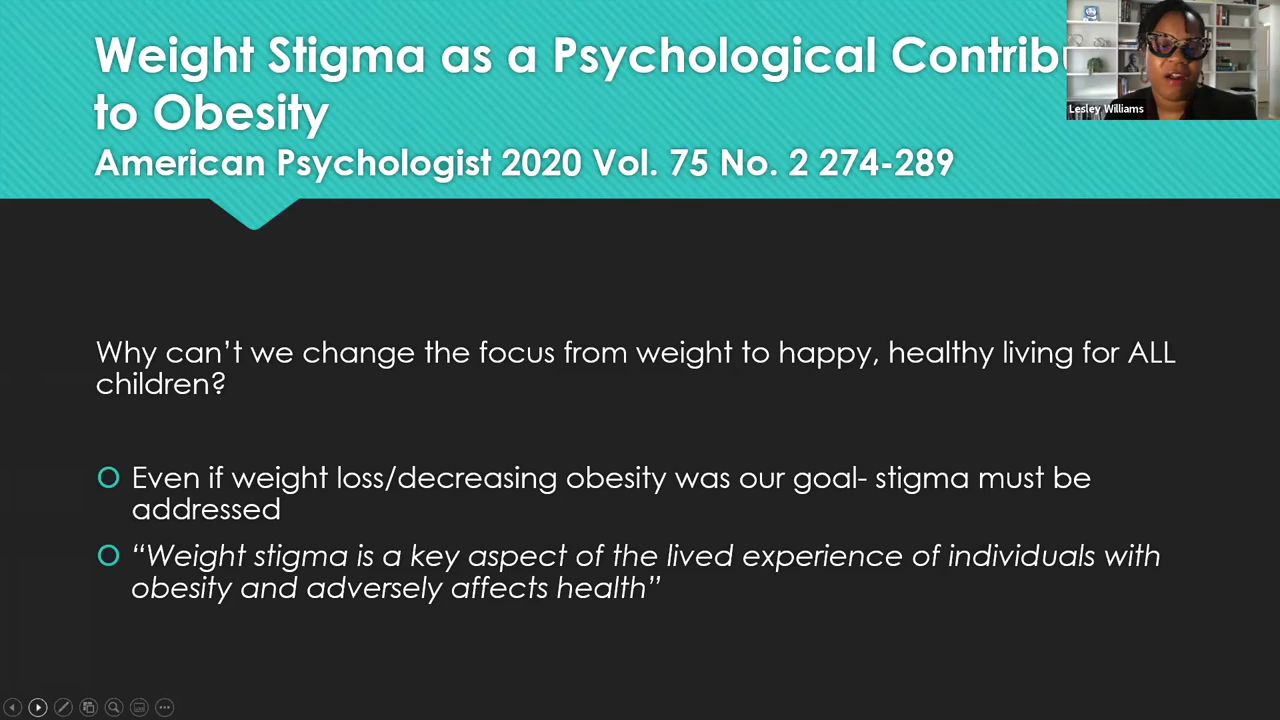 Weight Stigma as a Psychological
to Obesity
American Psychologist 2020 Vol. 75 No. 2 274-289
Lesley Williams
Why can’t we change the focus from weight to happy, healthy living for ALL
children?
Even if weight loss/decreasing obesity was our goal- stigma must be
addressed
“Weight stigma is a key aspect of the lived experience of individuals with
obesity and adversely affects health”